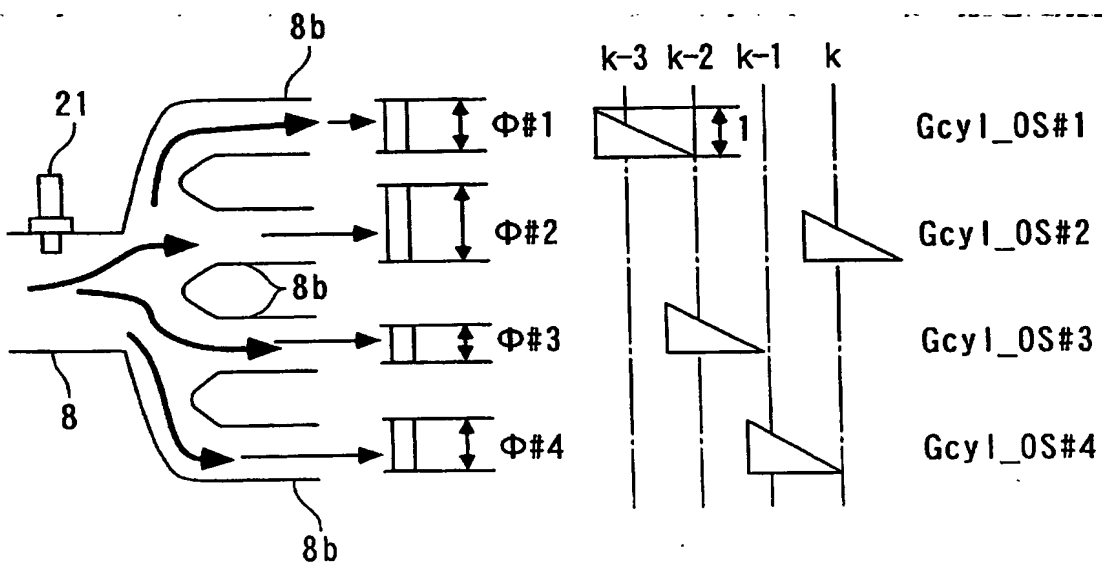 8b
k-3 k-2 k-1 k
21
Φ#1
1
Gcyl_OS#1
Φ#2
Gcyl_OS#2
8b
Φ#3
Gcyl_OS#3
8
Φ#4
Gcyl_OS#4
8b